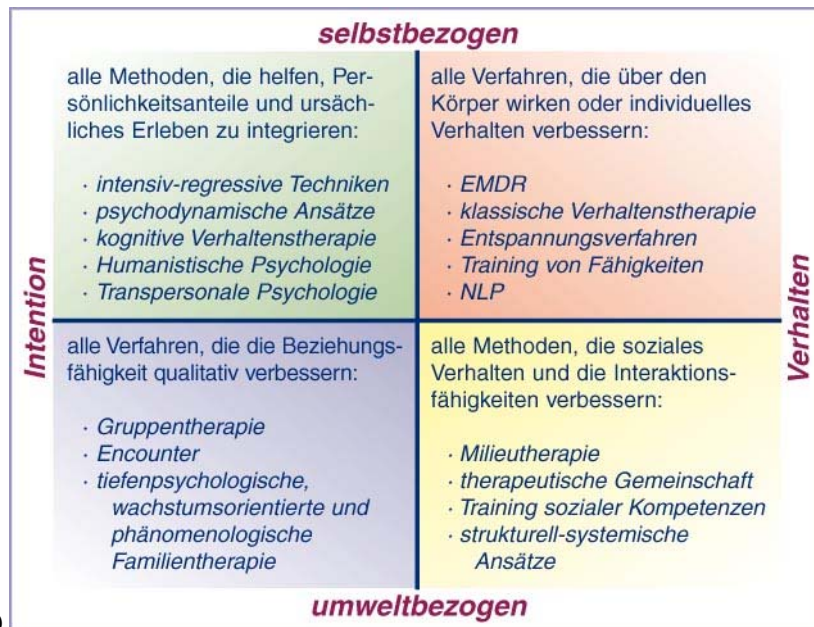 selbstbezogen
alle Methoden, die helfen, Per-
sönlichkeitsanteile und ursäch-
liches Erleben zu integrieren:
· intensiv-regressive Techniken
· psychodynamische Ansätze
· kognitive Verhaltenstherapie
· Humanistische Psychologie
· Transpersonale Psychologie
alle Verfahren, die über den
Körper wirken oder individuelles
Verhalten verbessern:
· EMDR
· klassische Verhaltenstherapie
· Entspannungsverfahren
· Training von Fähigkeiten
· NLP
Intention
Verhalten
alle Verfahren, die die Beziehungs-
fähigkeit qualitativ verbessern:
· Gruppentherapie
· Encounter
· tiefenpsychologische,
wachstumsorientierte und
phänomenologische
Familientherapie
alle Methoden, die soziales
Verhalten und die Interaktions-
fähigkeiten verbessern:
· Milieutherapie
· therapeutische Gemeinschaft
· Training sozialer Kompetenzen
· strukturell-systemische
Ansätze
umweltbezogen